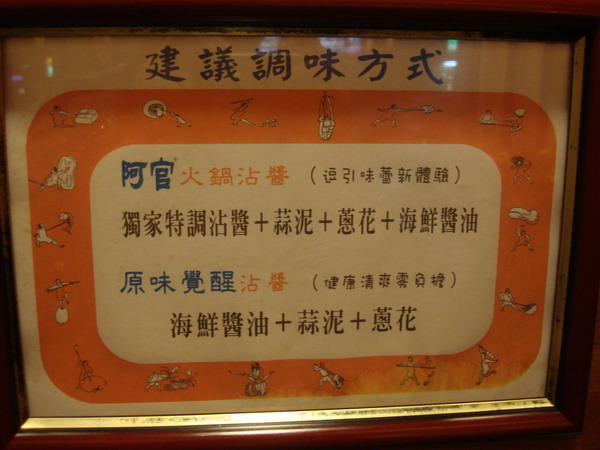 建議調味方式
阿官火鍋沾醬（逗引味蕾新體驗）
獨家特調沾醬＋蒜泥＋蔥花＋海鮮醬油
原味覺醒沾醬（健康清爽零負擔）
海鮮醬油＋蒜泥＋蔥花